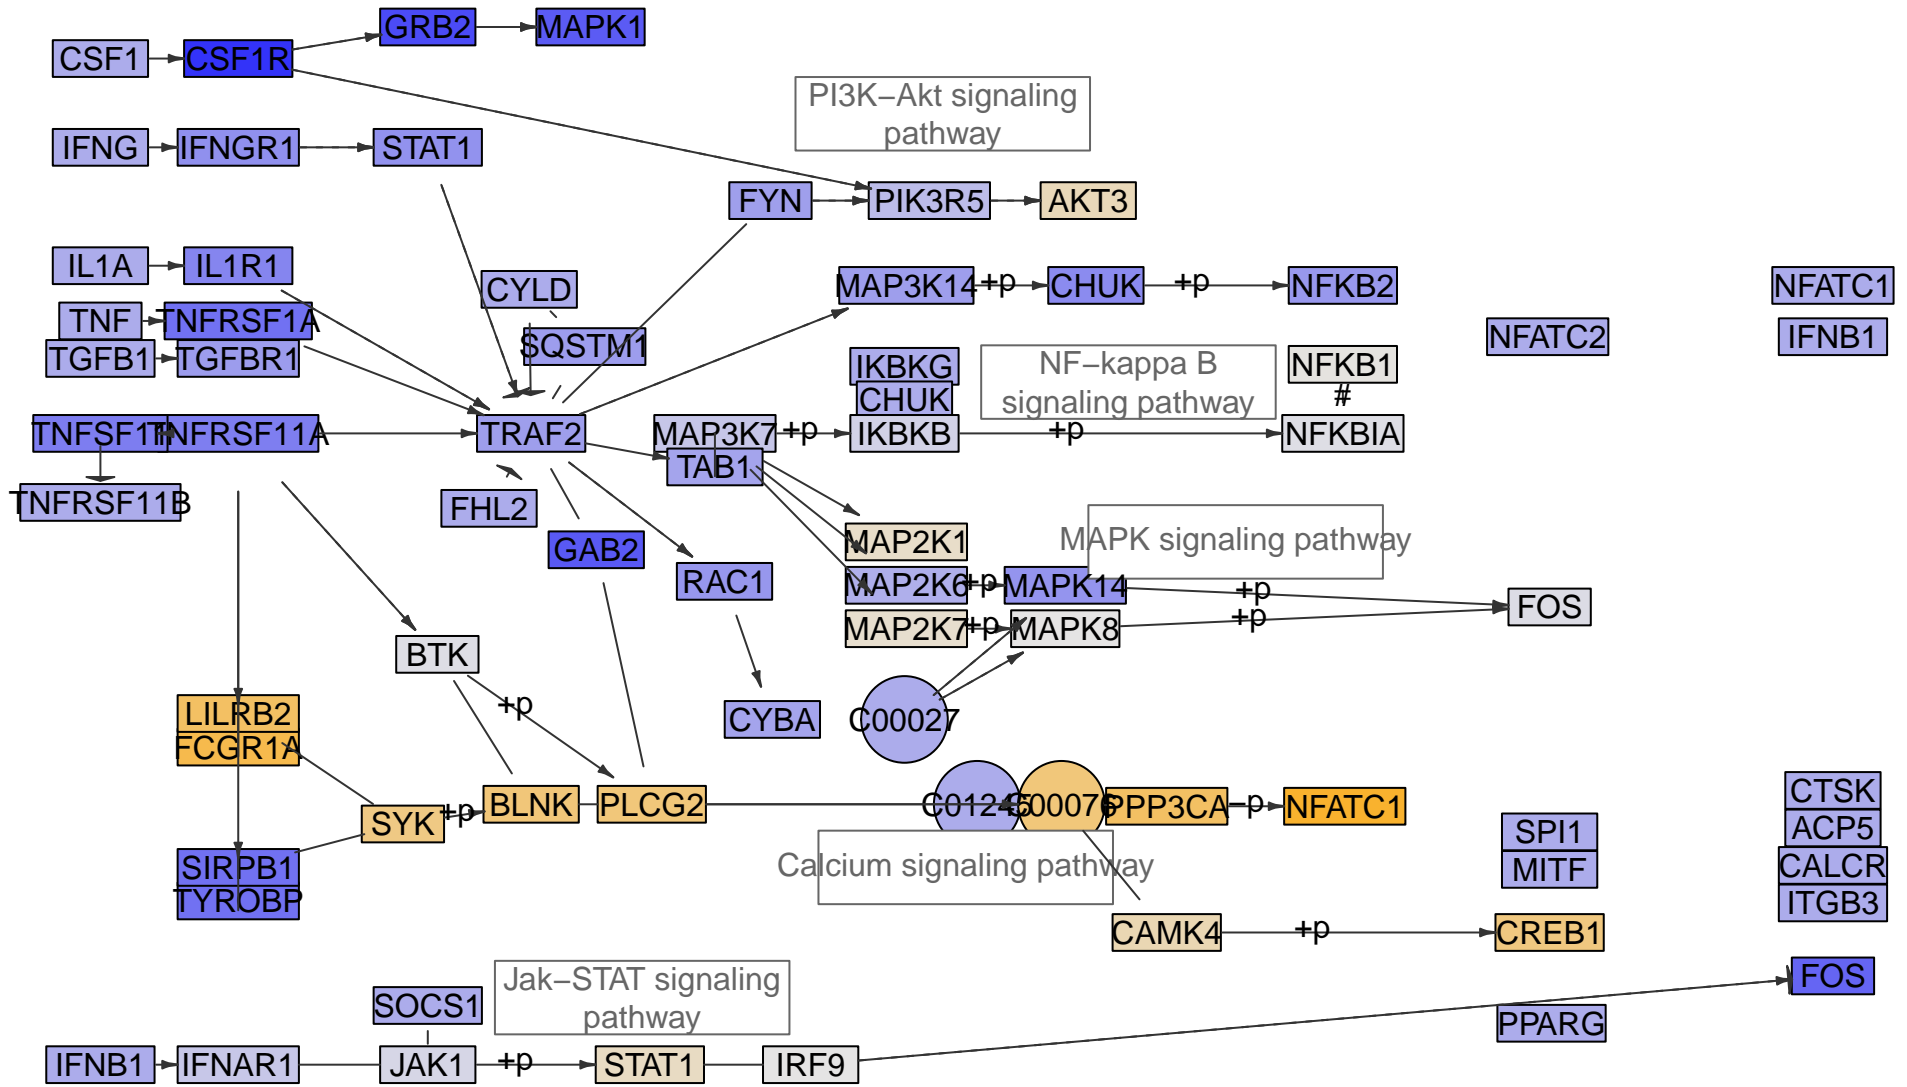 GRB2
MAPK1
CSF1
CSF1R
PI3K−Akt signaling
pathway
IFNG
IFNGR1
STAT1
FYN
PIK3R5
AKT3
IL1A
IL1R1
CYLD
MAP3K14
+p
CHUK
+p
NFKB2
NFATC1
TNF
TNFRSF1A
SQSTM1
NFATC2
IFNB1
TGFB1
TGFBR1
IKBKG
NF−kappa B
signaling pathway
NFKB1
#
CHUK
TNFRSF11A
TRAF2
MAP3K7
+p
IKBKB
+p
NFKBIA
TAB1
TNFRSF11B
FHL2
GAB2
MAP2K1
MAPK signaling pathway
RAC1
MAP2K6
+p
MAPK14
+p
FOS
MAP2K7
+p
MAPK8
+p
BTK
LILRB2
+p
CYBA
C00027
FCGR1A
SYK
+p
BLNK
PLCG2
C00076
PPP3CA
−p
NFATC1
CTSK
SPI1
ACP5
SIRPB1
Calcium signaling pathway
MITF
CALCR
TYROBP
ITGB3
CAMK4
+p
CREB1
Jak−STAT signaling
pathway
FOS
SOCS1
PPARG
IFNB1
IFNAR1
JAK1
+p
STAT1
IRF9